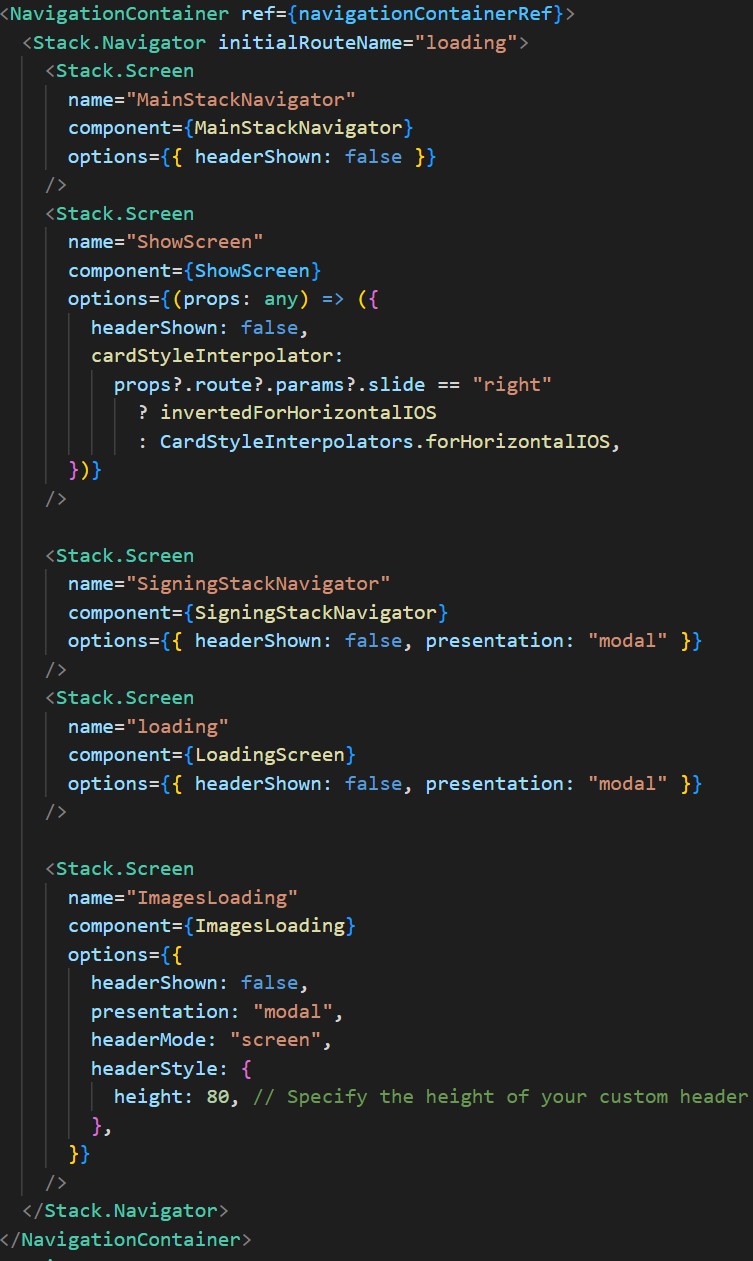 <NavigationContainer ref={navigationContainerRef}>
  <Stack.Navigator initialRouteName="loading">
    <Stack.Screen
      name="MainStackNavigator"
      component={MainStackNavigator}
      options={{ headerShown: false }}
    />
    <Stack.Screen
      name="ShowScreen"
      component={ShowScreen}
      options={(props: any) => ({
        headerShown: false,
        cardStyleInterpolator:
          props?.route?.params?.slide == "right"
            ? invertedForHorizontalIOS
            : CardStyleInterpolators.forHorizontalIOS,
      })}
    />

    <Stack.Screen
      name="SigningStackNavigator"
      component={SigningStackNavigator}
      options={{ headerShown: false, presentation: "modal" }}
    />
    <Stack.Screen
      name="loading"
      component={LoadingScreen}
      options={{ headerShown: false, presentation: "modal" }}
    />

    <Stack.Screen
      name="ImagesLoading"
      component={ImagesLoading}
      options={{
        headerShown: false,
        presentation: "modal",
        headerMode: "screen",
        headerStyle: {
          height: 80, // Specify the height of your custom header
        },
      }}
    />
  </Stack.Navigator>
</NavigationContainer>